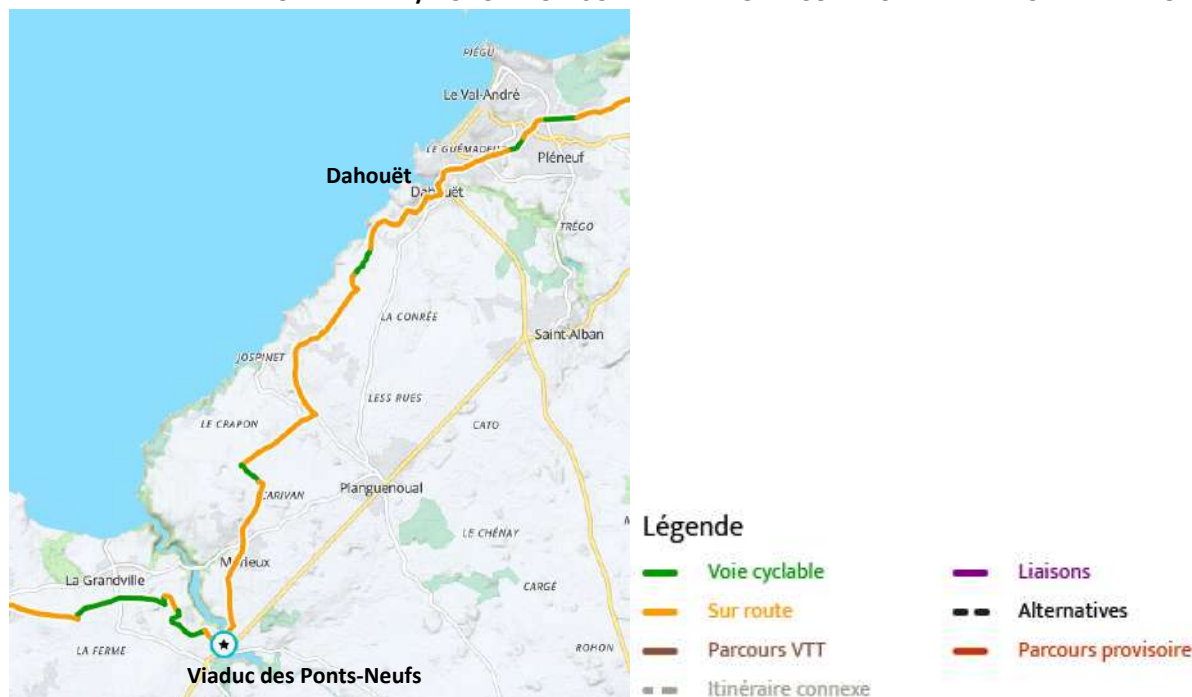 PIÉGU
Le Val-André
LE GUÉMADEUC
Pléneuf
Dahouët
Dahouët
TRÉGO
LA CONRÉE
Saint-Alban
JOSPINET
LESS RUES
LE CRAPON
CATO
CARIVAN
Planguenoual
LE CHÉNAY
Morieux
La Grandville
CARGÉ
LA FERME
ROHON
Viaduc des Ponts-Neufs
Légende
Voie cyclable
Liaisons
Sur route
Alternatives
Parcours VTT
Parcours provisoire
Itinéraire connexe